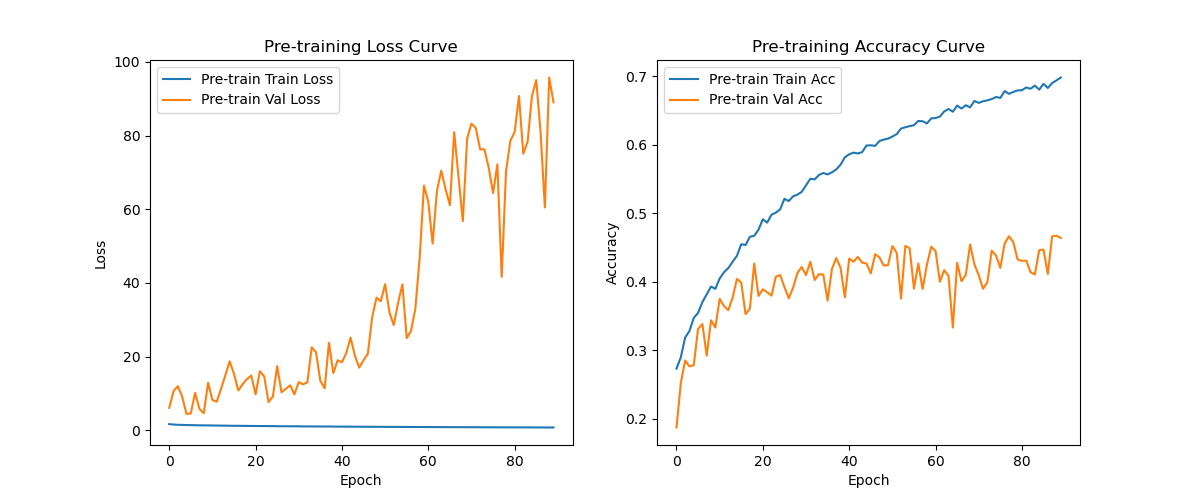 Pre-training Loss Curve
Pre-train Train Loss
Pre-train Val Loss
100
80
60
40
20
0
Loss
0 20 40 60 80
Epoch
Pre-training Accuracy Curve
Pre-train Train Acc
Pre-train Val Acc
0.7
0.6
0.5
0.4
0.3
0.2
Accuracy
0 20 40 60 80
Epoch